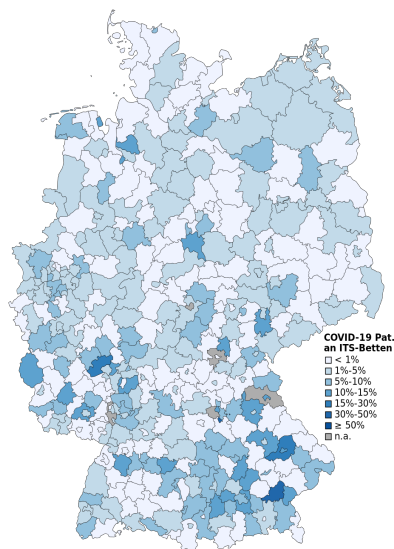 COVID-19 Pat.
an ITS-Betten
< 1%
1%-5%
5%-10%
10%-15%
15%-30%
30%-50%
≥ 50%
n.a.